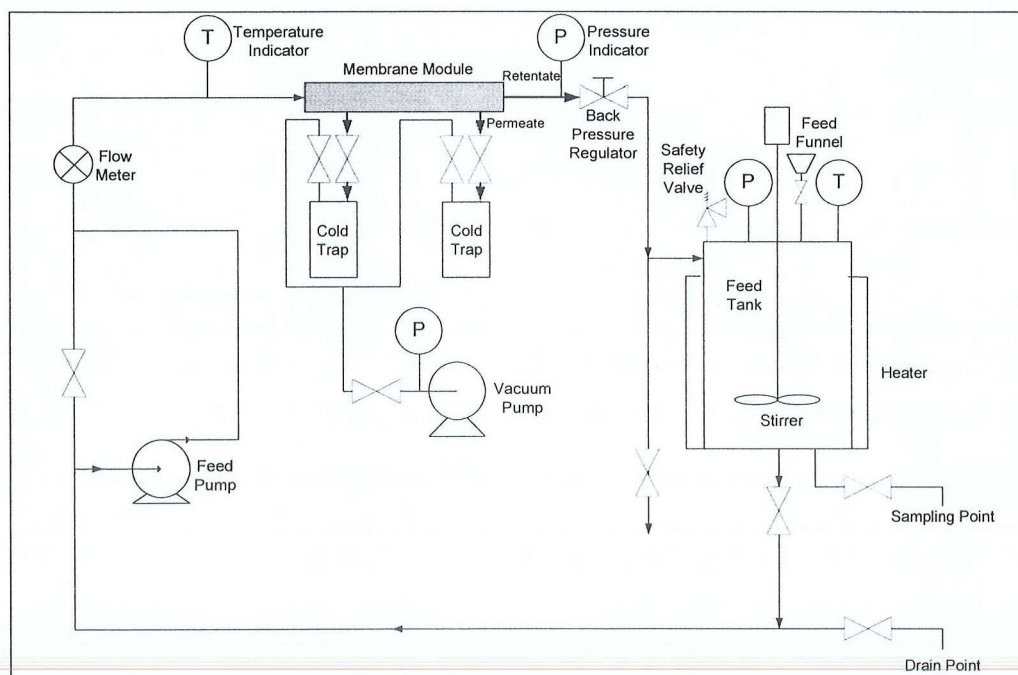 T
Temperature
Indicator
P
Pressure
Indicator
Membrane Module
Retentate
Permeate
Back
Pressure
Regulator
Flow
Meter
Cold
Trap
Cold
Trap
Safety
Relief
Valve
P
Feed
Funnel
T
Feed
Tank
Heater
Stirrer
P
Vacuum
Pump
Feed
Pump
Sampling Point
Drain Point